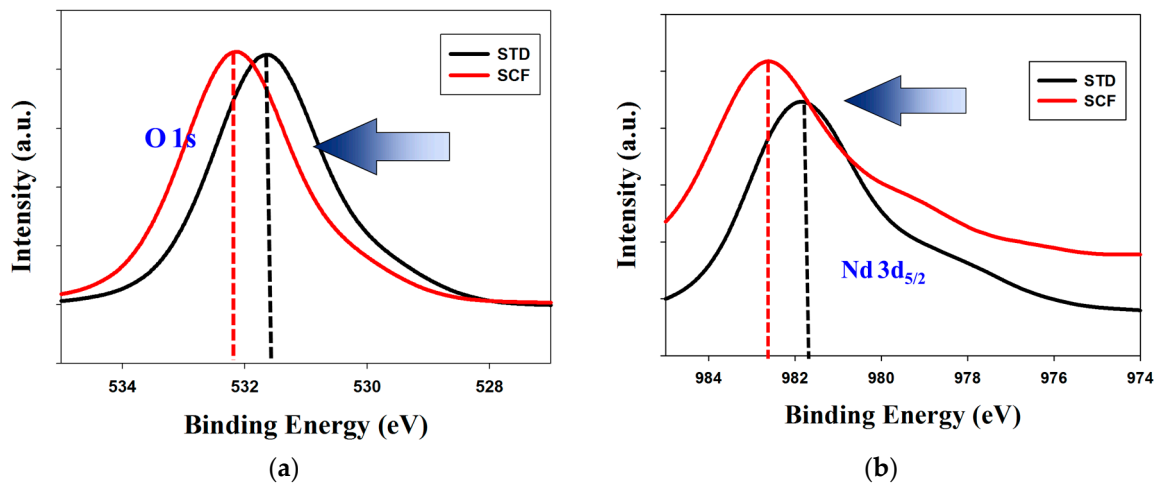 STD
SCF
O 1s
Intensity (a.u.)
534 532 530 528
Binding Energy (eV)
(a)
STD
SCF
Nd 3d5/2
Intensity (a.u.)
984 982 980 978 976 974
Binding Energy (eV)
(b)